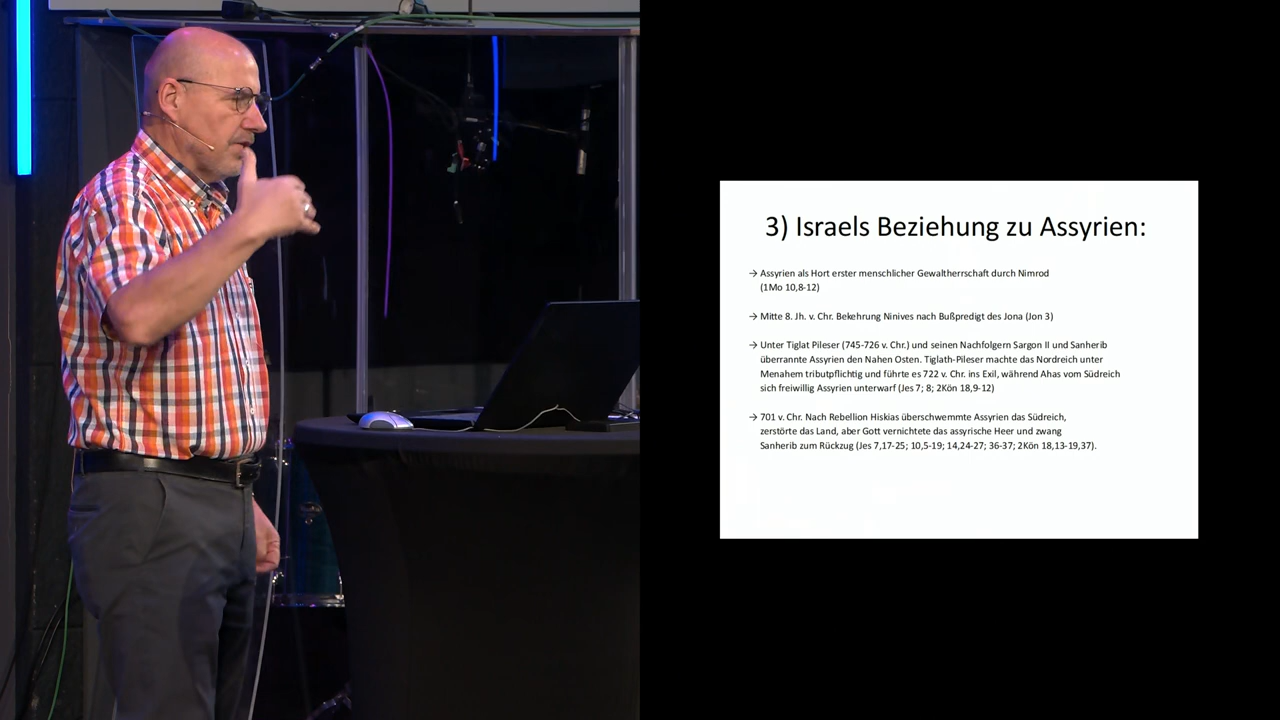 3) Israels Beziehung zu Assyrien:
→ Assyrien als Hort erster menschlicher Gewaltherrschaft durch Nimrod
(1Mo 10,8-12)
→ Mitte 8. Jh. v. Chr. Bekehrung Ninives nach Bußpredigt des Jona (Jon 3)
→ Unter Tiglat Pileser (745-726 v. Chr.) und seinen Nachfolgern Sargon II und Sanherib
überrannte Assyrien den Nahen Osten. Tiglath-Pileser machte das Nordreich unter
Menahem tributpflichtig und führte es 722 v. Chr. ins Exil, während Ahas vom Südreich
sich freiwillig Assyrien unterwarf (Jes 7; 8; 2Kön 18,9-12)
→ 701 v. Chr. Nach Rebellion Hiskias überschwemmte Assyrien das Südreich,
zerstörte das Land, aber Gott vernichtete das assyrische Heer und zwang
Sanherib zum Rückzug (Jes 7,17-25; 10,5-19; 14,24-27; 36-37; 2Kön 18,13-19,37).